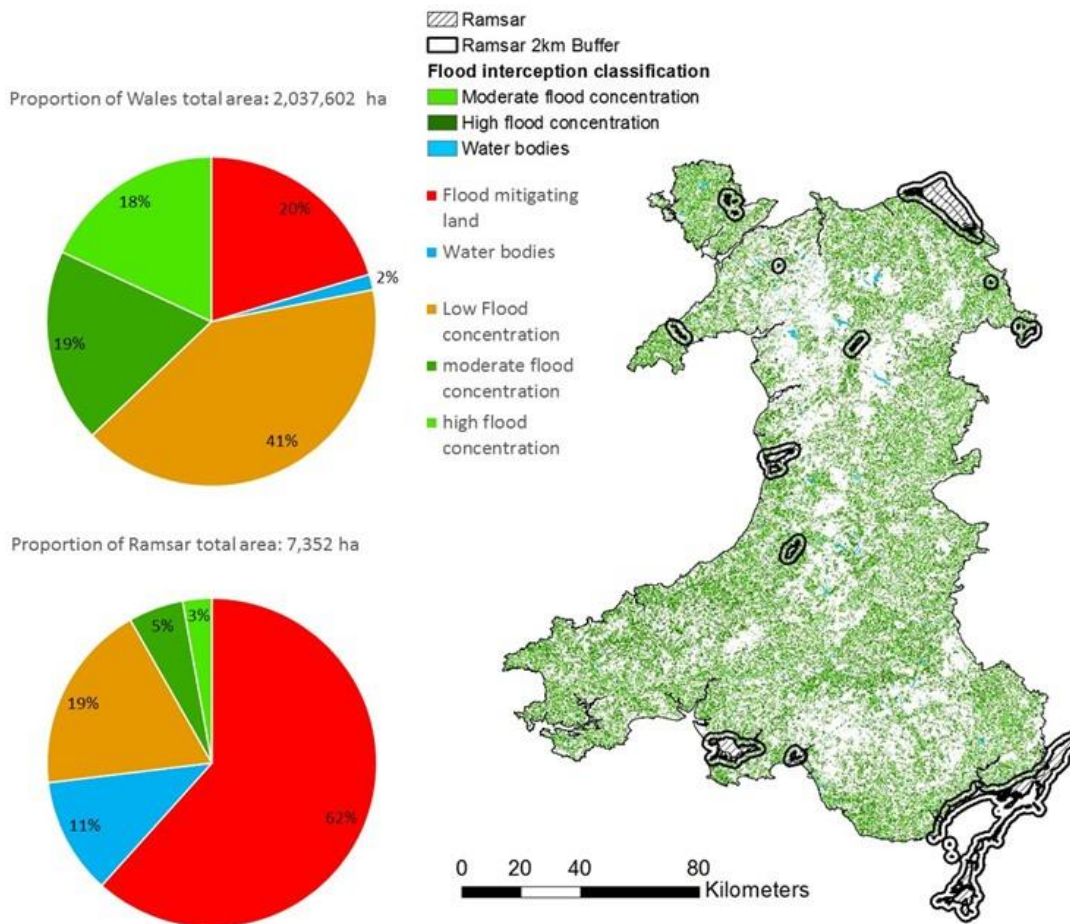 Ramsar
Ramsar 2km Buffer
Flood interception classification
Moderate flood concentration
High flood concentration
Water bodies
Proportion of Wales total area: 2,037,602 ha
18%
20%
2%
19%
41%
Flood mitigating
land
Water bodies
Low Flood
concentration
moderate flood
concentration
high flood
concentration
Proportion of Ramsar total area: 7,352 ha
3%
5%
19%
11%
62%
0 20 40 80
Kilometers